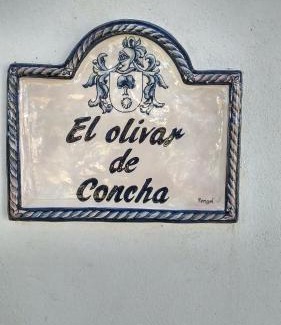 El olivar
de
Concha